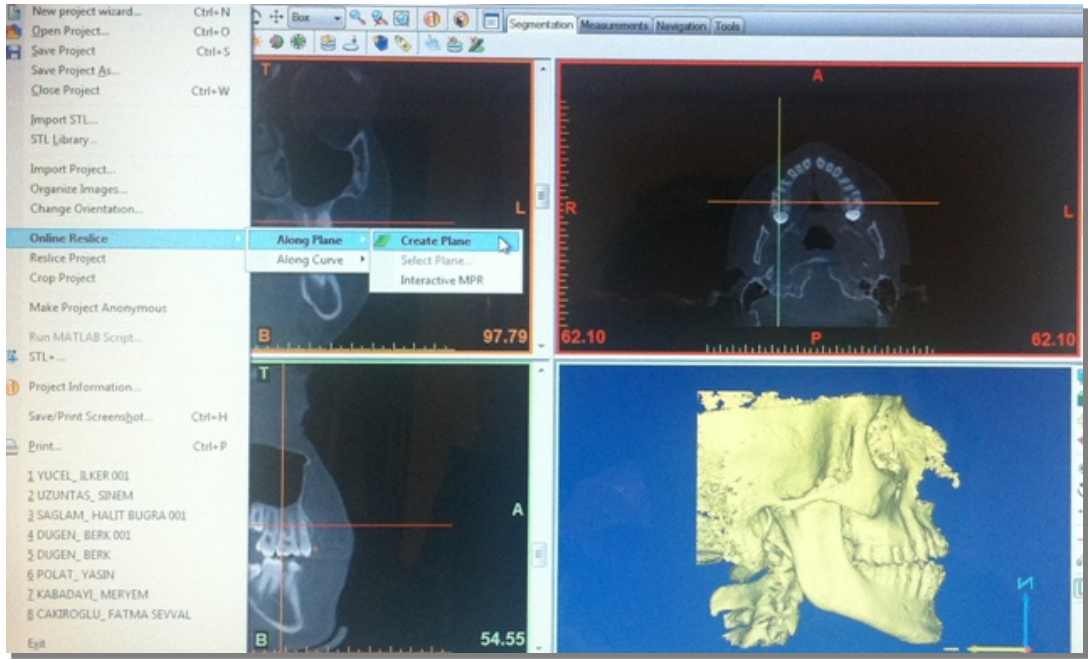 New project wizard... Ctrl+N
Open Project... Ctrl+O
Save Project Ctrl+S
Save Project As...
Close Project Ctrl+W
Import STL...
STL Library...
Import Project...
Organize Images...
Change Orientation...
Online Reslice
Reslice Project
Crop Project
Make Project Anonymous
Run MATLAB Script...
STL+...
Project Information...
Save/Print Screenshot... Ctrl+H
Print... Ctrl+P
1 YUCEL_ ILKER 001
2 UZUNTAS_ SINEM
3 SAGLAM_ HALIT BUGRA 001
4 DUGEN_ BERK 001
5 DUGEN_ BERK
6 POLAT_ YASIN
7 KABADAYI_ MERYEM
8 CAKIROGLU_ FATMA SEVVAL
Exit
Along Plane
Along Curve
Create Plane
Select Plane...
Interactive MPR
Box
Segmentation Measurements Navigation Tools
T
L
B 97.79
A
R L
62.10 P 62.10
T
A
B 54.55